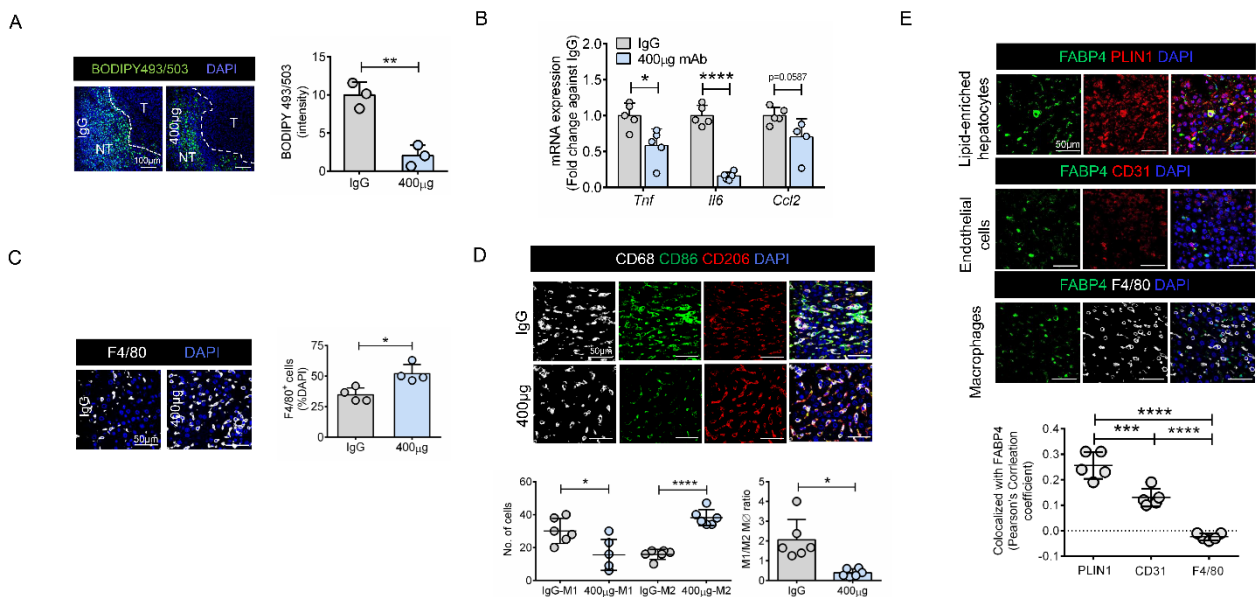 A
BODIPY493/503 DAPI
IgG
NT
T
100µm
400µg
NT
T
BODIPY 493/503
(intensity)
15
10
5
0
**
IgG
400µg
B
mRNA expression
(Fold change against IgG)
2.0
1.5
1.0
0.5
0.0
IgG
400µg mAb
*
****
p=0.0587
Tnf
Il6
Ccl2
C
F4/80 DAPI
IgG
50µm
400µg
F4/80+ cells
(%DAPI)
75
50
25
0
*
IgG
400µg
D
CD68 CD86 CD206 DAPI
IgG
50µm
400µg
No. of cells
60
40
20
0
*
****
IgG-M1 400µg-M1 IgG-M2 400µg-M2
M1/M2 MØ ratio
5
4
3
2
1
0
*
IgG
400µg
E
FABP4 PLIN1 DAPI
Lipid-enriched
hepatocytes
50µm
FABP4 CD31 DAPI
Endothelial
cells
FABP4 F4/80 DAPI
Macrophages
Colocalized with FABP4
(Pearson's Corrleation
coefficient)
0.4
0.3
0.2
0.1
0.0
-0.1
****
***
****
PLIN1
CD31
F4/80